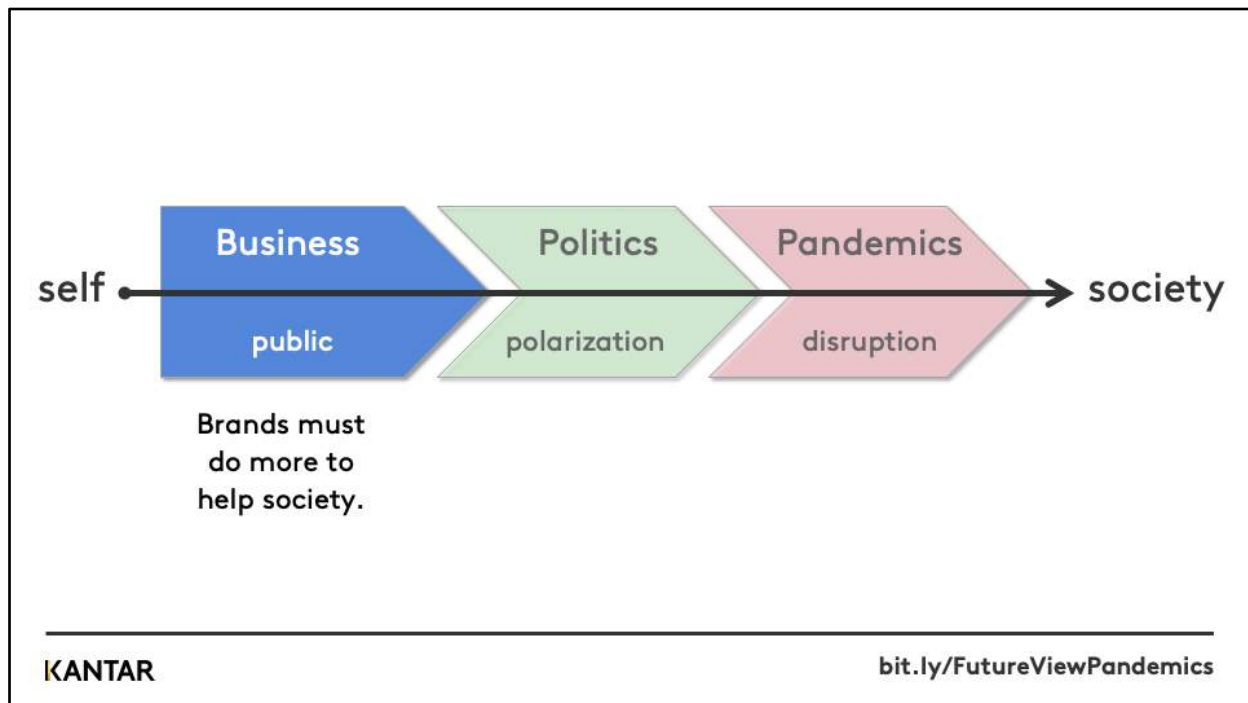 Business
Politics
Pandemics
self
society
public
polarization
disruption
Brands must
do more to
help society.
KANTAR
bit.ly/FutureViewPandemics